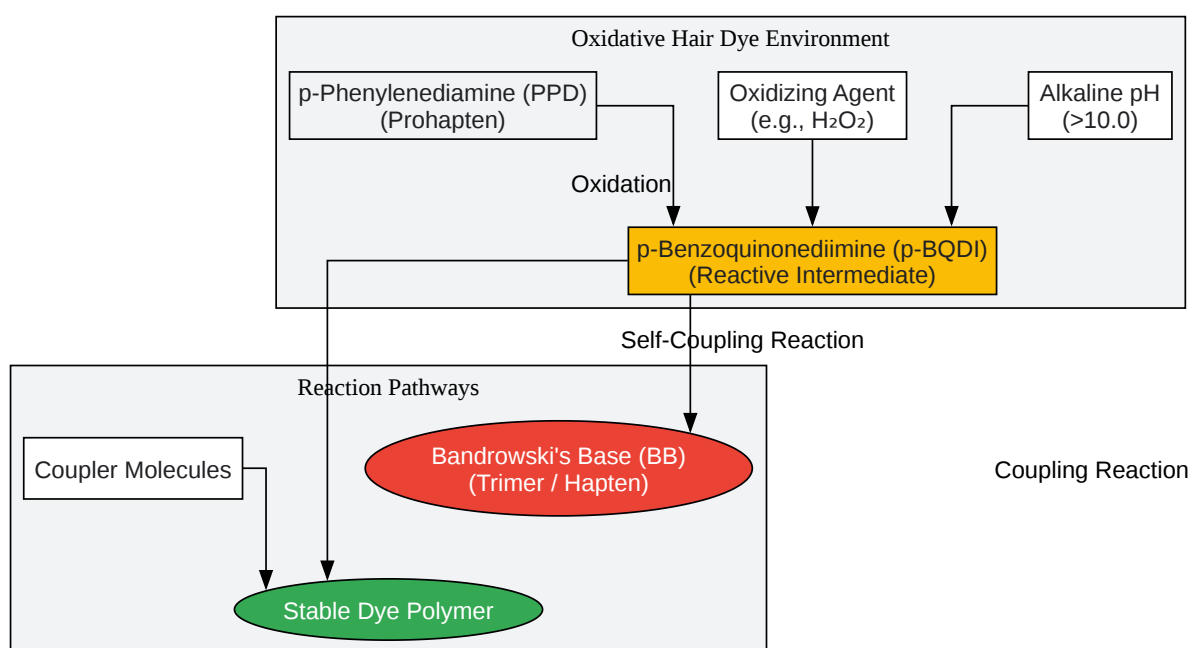 Oxidative Hair Dye Environment
p-Phenylenediamine (PPD)
(Prohapten)
Oxidizing Agent
(e.g., H₂O₂)
Alkaline pH
(>10.0)
Oxidation
p-Benzoquinonediimine (p-BQDI)
(Reactive Intermediate)
Self-Coupling Reaction
Reaction Pathways
Coupler Molecules
Bandrowski's Base (BB)
(Trimer / Hapten)
Coupling Reaction
Stable Dye Polymer